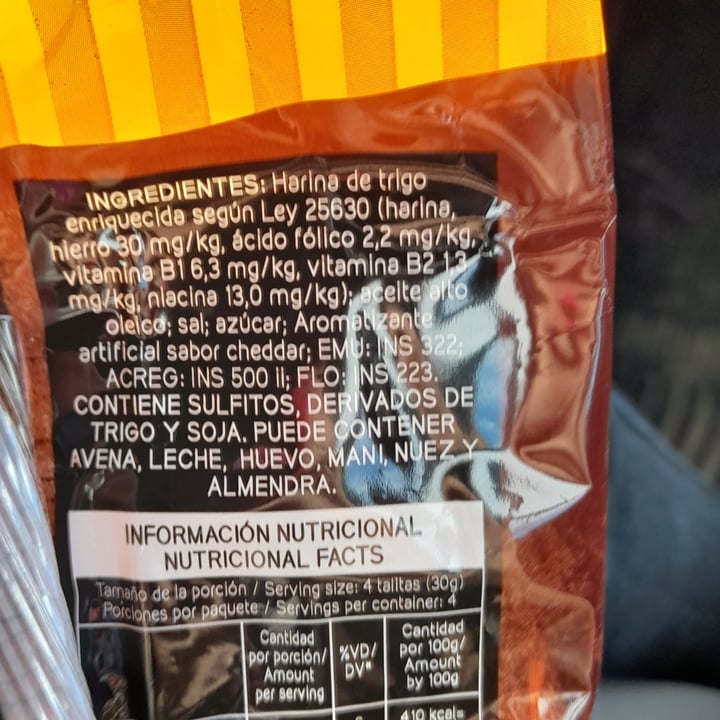 INGREDIENTES: Harina de trigo
enriquecida según Ley 25630 (harina,
hierro 30 mg/kg, ácido fólico 2,2 mg/kg,
vitamina B1 6,3 mg/kg, vitamina B2 1,3
mg/kg, niacina 13,0 mg/kg); aceite alto
oleico; sal; azúcar; Aromatizante
artificial sabor cheddar; EMU: INS 322;
ACREG: INS 500 ii; FLO: INS 223.
CONTIENE SULFITOS, DERIVADOS DE
TRIGO Y SOJA. PUEDE CONTENER
AVENA, LECHE, HUEVO, MANI, NUEZ Y
ALMENDRA.
INFORMACIÓN NUTRICIONAL
NUTRICIONAL FACTS
Tamaño de la porción / Serving size: 4 talitas (30g)
Porciones por paquete / Servings per container: 4
Cantidad
por porción/
Amount
per serving
%VD/
DV*
Cantidad
por 100g/
Amount
by 100g
410 kcal=